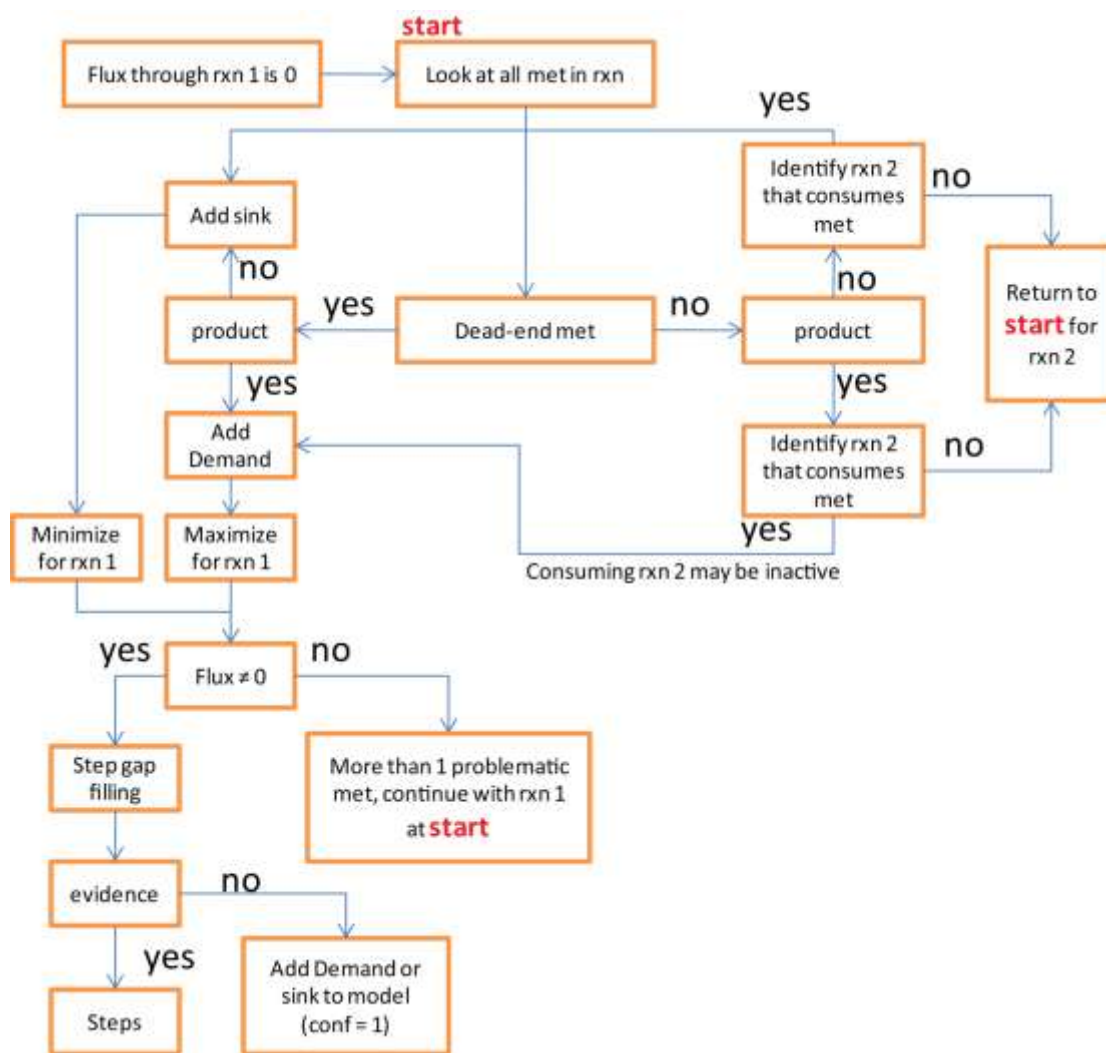 start
Flux through rxn 1 is 0
Look at all met in rxn
yes
Identify rxn 2
that consumes
met
no
Add sink
no
no
Return to
start for
rxn 2
product
yes
Dead-end met
no
product
yes
yes
Add
Demand
Identify rxn 2
that consumes
met
no
Minimize
for rxn 1
Maximize
for rxn 1
yes
Consuming rxn 2 may be inactive
yes
Flux ≠ 0
no
Step gap
filling
More than 1 problematic
met, continue with rxn 1
at start
evidence
no
yes
Add Demand or
sink to model
(conf = 1)
Steps